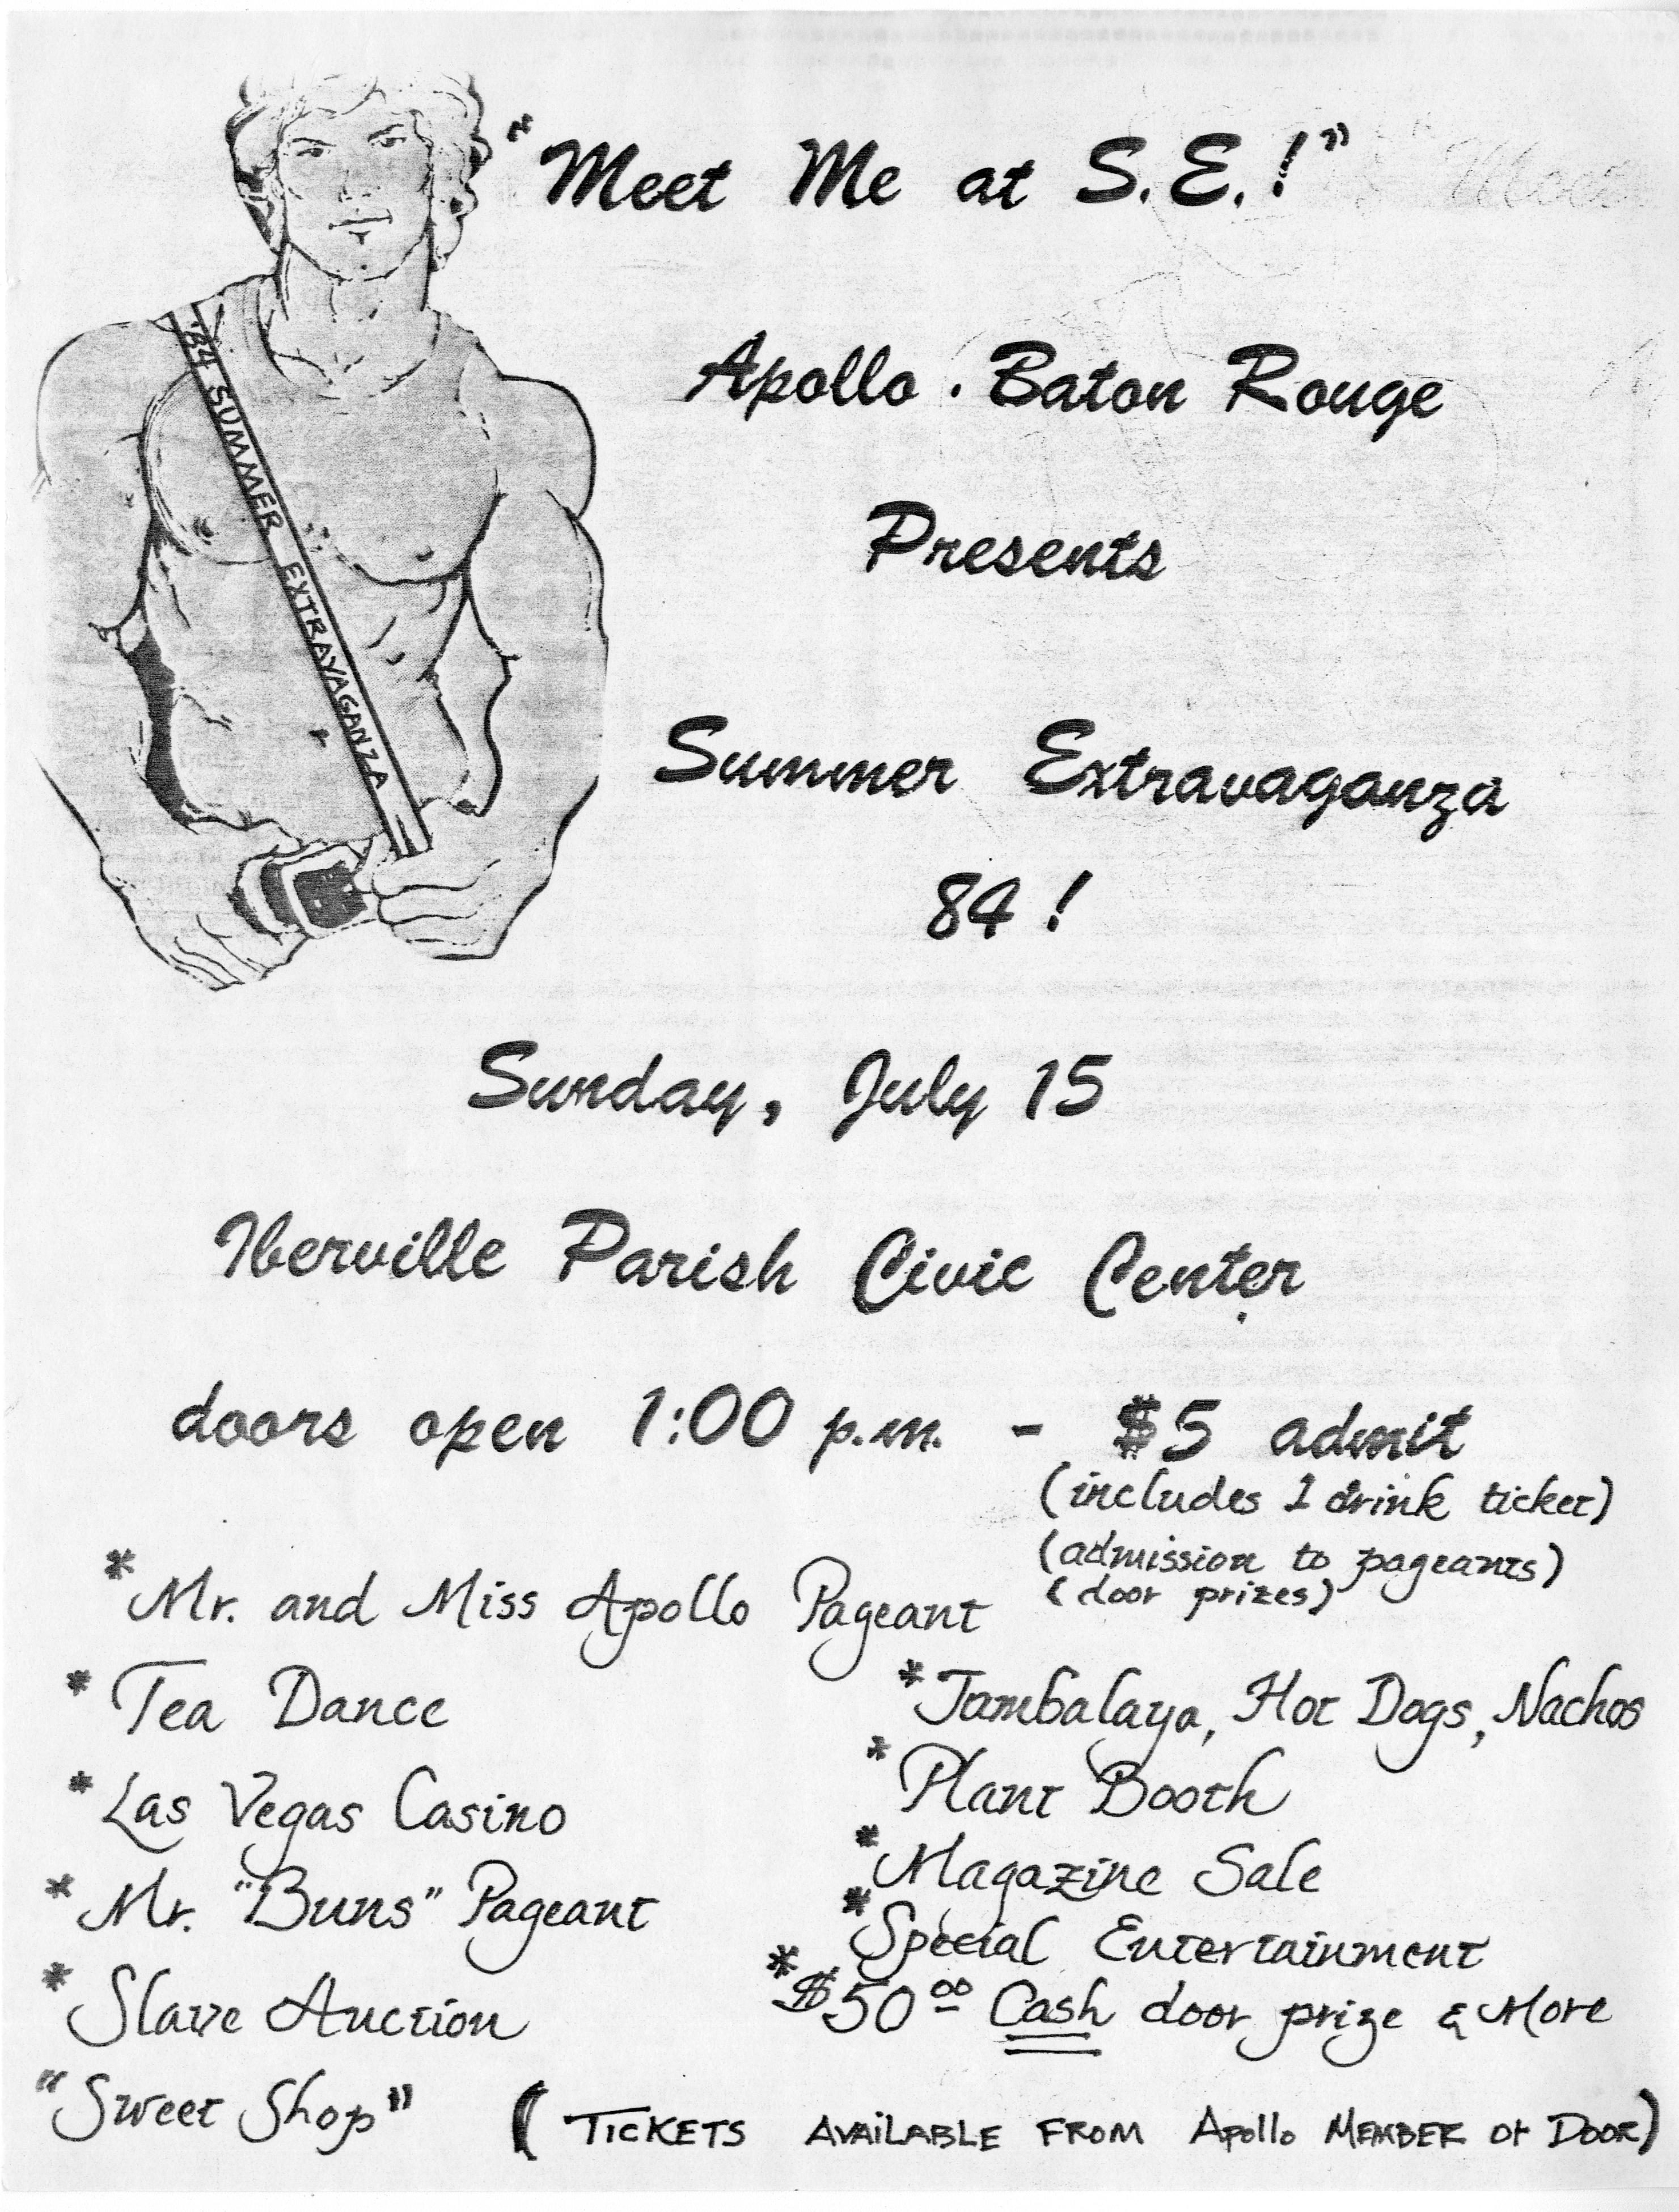 "Meet Me at S.E.!"
Apollo . Baton Rouge
Presents
'84 SUMMER EXTRAVAGANZA
Summer Extravaganza
84 !
Sunday, July 15
Iberville Parish Civic Center
doors open 1:00 p.m. - $5 admit
(includes 1 drink ticket)
(admission to pageants)
(door prizes)
*Mr. and Miss Apollo Pageant
* Tea Dance
* Las Vegas Casino
* Mr. "Buns" Pageant
* Slave Auction
"Sweet Shop"
*Jambalaya, Hot Dogs, Nachos
* Plant Booth
* Magazine Sale
* Special Entertainment
* $50.00 Cash door prize & More
( TICKETS AVAILABLE FROM Apollo MEMBER Or DOOR)